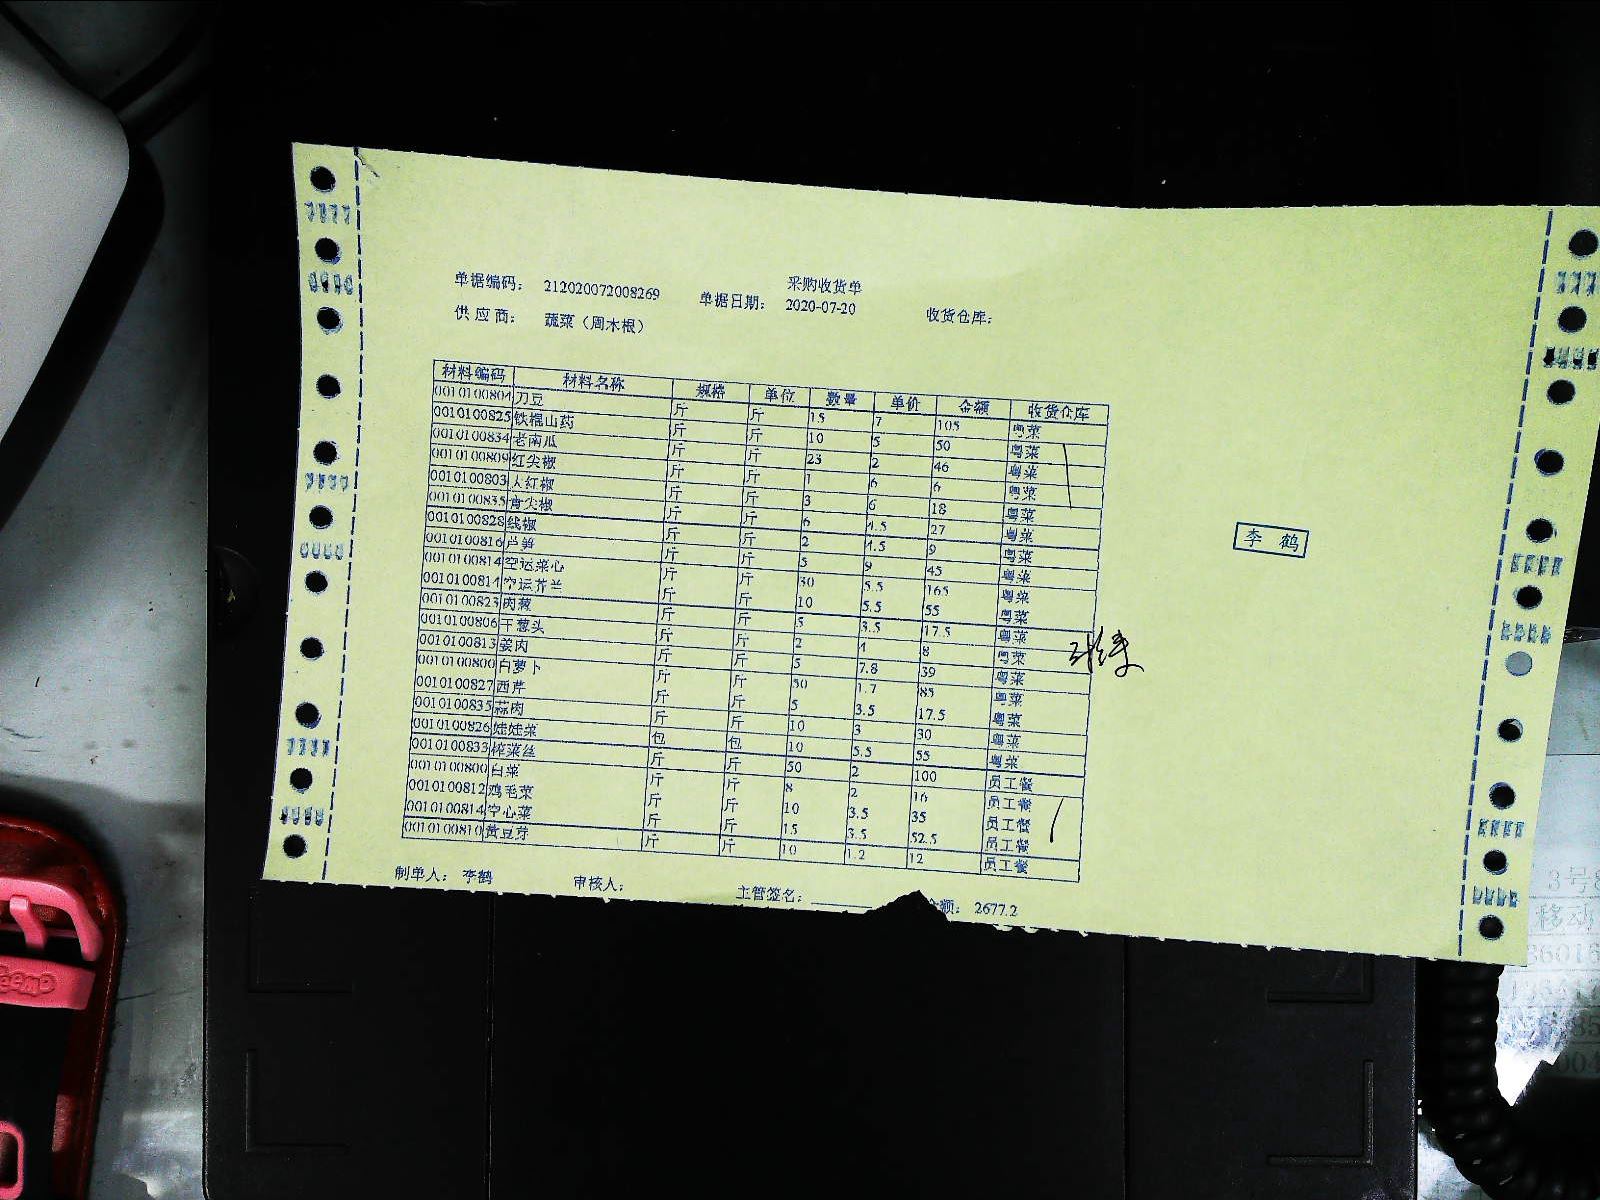 采购收货单
单据编码： 212020072008269 单据日期： 2020-07-20 收货仓库：
供应商： 蔬菜（周木根）
材料编码 材料名称 规格 单位 数量 单价 金额 收货仓库
0010100804 刀豆 斤 斤 15 7 105 粤菜
0010100825 铁棍山药 斤 斤 10 5 50 粤菜
0010100834 老南瓜 斤 斤 23 2 46 粤菜
0010100809 红尖椒 斤 斤 1 6 6 粤菜
0010100803 大红椒 斤 斤 3 6 18 粤菜
0010100835 青尖椒 斤 斤 6 4.5 27 粤菜
0010100828 线椒 斤 斤 2 4.5 9 粤菜
0010100816 芦笋 斤 斤 5 9 45 粤菜
0010100814 空运菜心 斤 斤 30 5.5 165 粤菜
0010100814 空运芥兰 斤 斤 10 5.5 55 粤菜
0010100823 肉 斤 斤 5 3.5 17.5 粤菜
0010100806 干葱头 斤 斤 2 4 8 粤菜
0010100813 姜肉 斤 斤 5 7.8 39 粤菜
0010100800 白萝卜 斤 斤 50 1.7 85 粤菜
0010100827 西芹 斤 斤 5 3.5 17.5 粤菜
0010100835 蒜肉 斤 斤 10 3 30 粤菜
0010100826 娃娃菜 包 包 10 5.5 55 粤菜
0010100833 榨菜丝 斤 斤 50 2 100 员工餐
0010100800 白菜 斤 斤 8 2 16 员工餐
0010100812 鸡毛菜 斤 斤 10 3.5 35 员工餐
0010100814 空心菜 斤 斤 15 3.5 52.5 员工餐
0010100810 黄豆芽 斤 斤 10 1.2 12 员工餐
李 鹤
制单人： 李鹤 审核人： 主管签名： 金额： 2677.2
3号8
移动